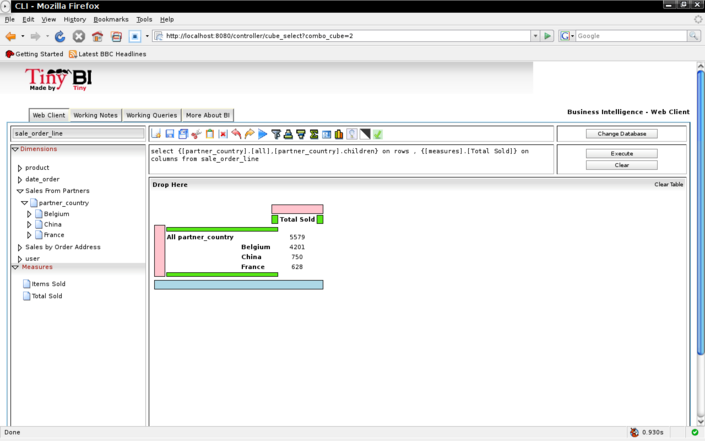 CLI - Mozilla Firefox
File Edit View History Bookmarks Tools Help
http://localhost:8080/controller/cube_select?combo_cube=2
Google
Getting Started Latest BBC Headlines
Tiny BI
Made by Tiny
Web Client Working Notes Working Queries More About BI
Business Intelligence - Web Client
sale_order_line
Change Database
Dimensions
product
date_order
Sales From Partners
partner_country
Belgium
China
France
Sales by Order Address
user
Measures
Items Sold
Total Sold
select {[partner_country].[all],[partner_country].children} on rows , {[measures].[Total Sold]} on
columns from sale_order_line
Execute
Clear
Drop Here
Clear Table
Total Sold
All partner_country 5579
Belgium 4201
China 750
France 628
Done
0.930s